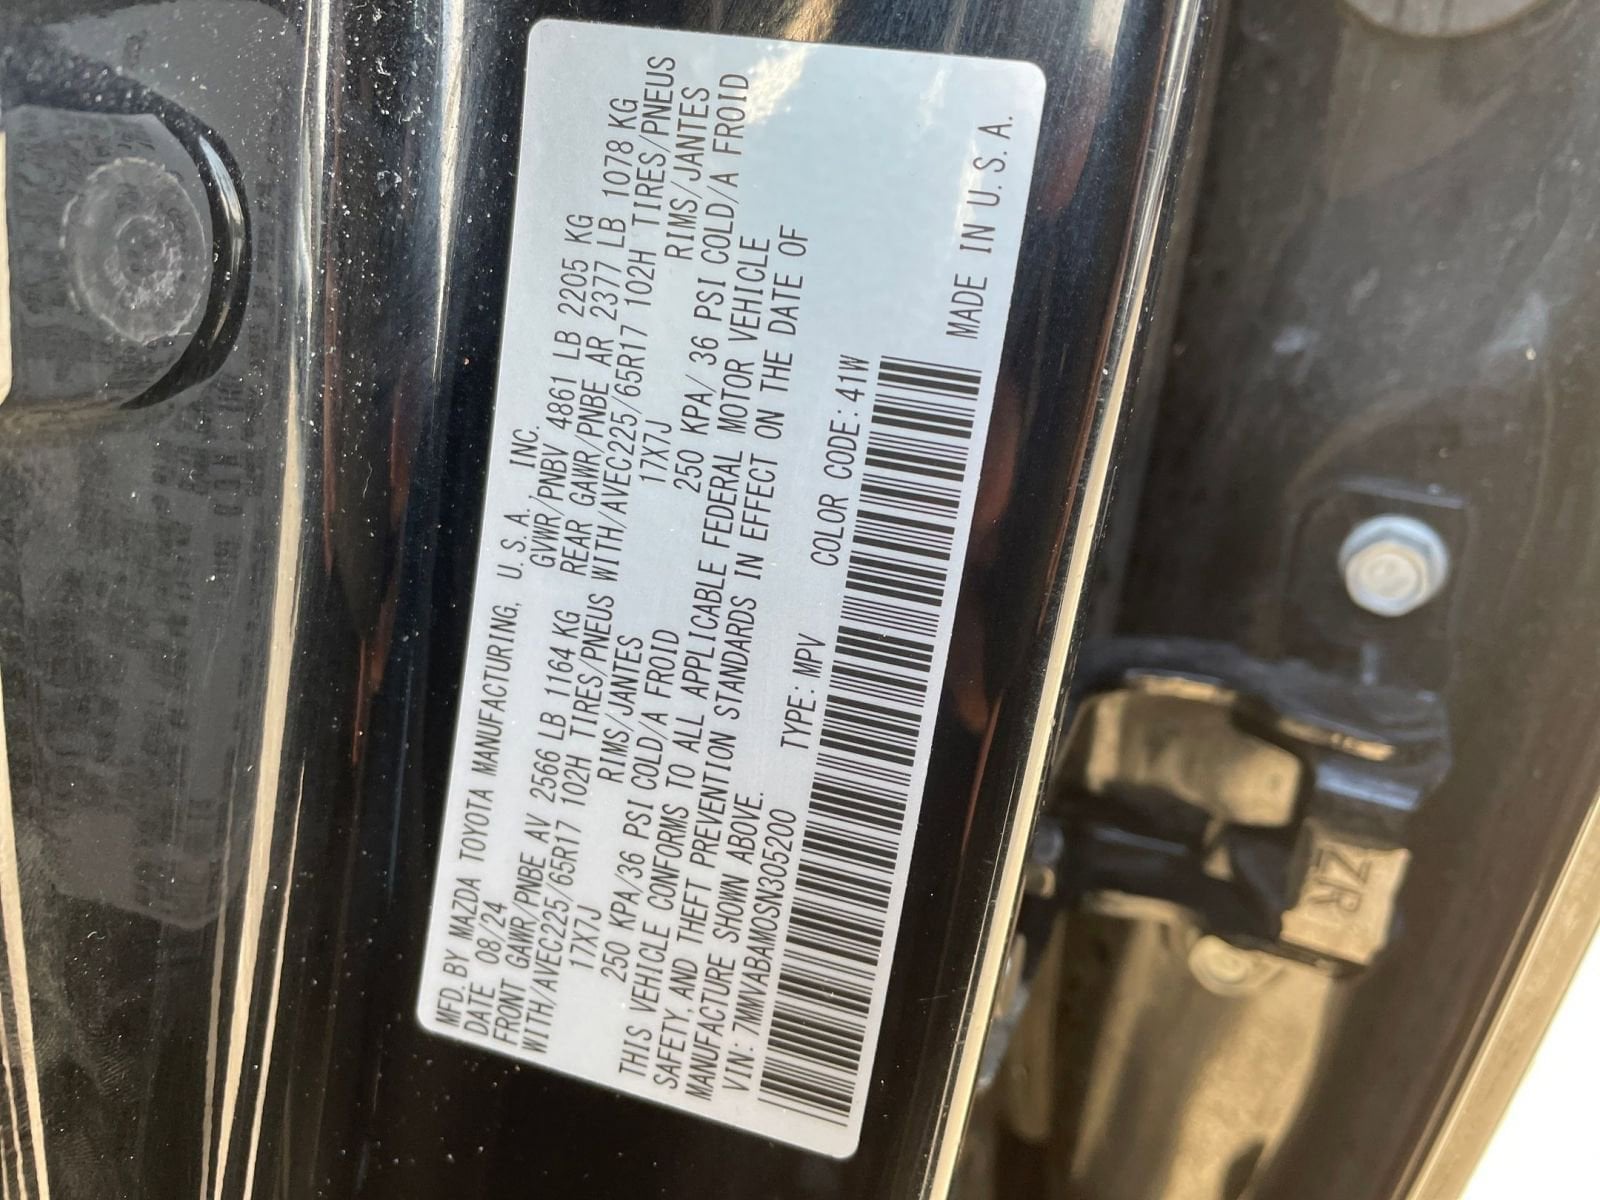 MFD. BY MAZDA TOYOTA MANUFACTURING, U.S.A. INC.
DATE 08/24 GVWR/PNBV 4861 LB 2205 KG
FRONT GAWR/PNBE AV 2566 LB 1164 KG REAR GAWR/PNBE AR 2377 LB 1078 KG
WITH/AVEC225/65R17 102H TIRES/PNEUS WITH/AVEC225/65R17 102H TIRES/PNEUS
17X7J RIMS/JANTES 17X7J RIMS/JANTES
250 KPA/36 PSI COLD/A FROID 250 KPA/ 36 PSI COLD/A FROID
THIS VEHICLE CONFORMS TO ALL APPLICABLE FEDERAL MOTOR VEHICLE
SAFETY, AND THEFT PREVENTION STANDARDS IN EFFECT ON THE DATE OF
MANUFACTURE SHOWN ABOVE.
VIN: 7MMVABAM0SN305200 TYPE: MPV COLOR CODE: 41W
MADE IN U.S.A.
ZR